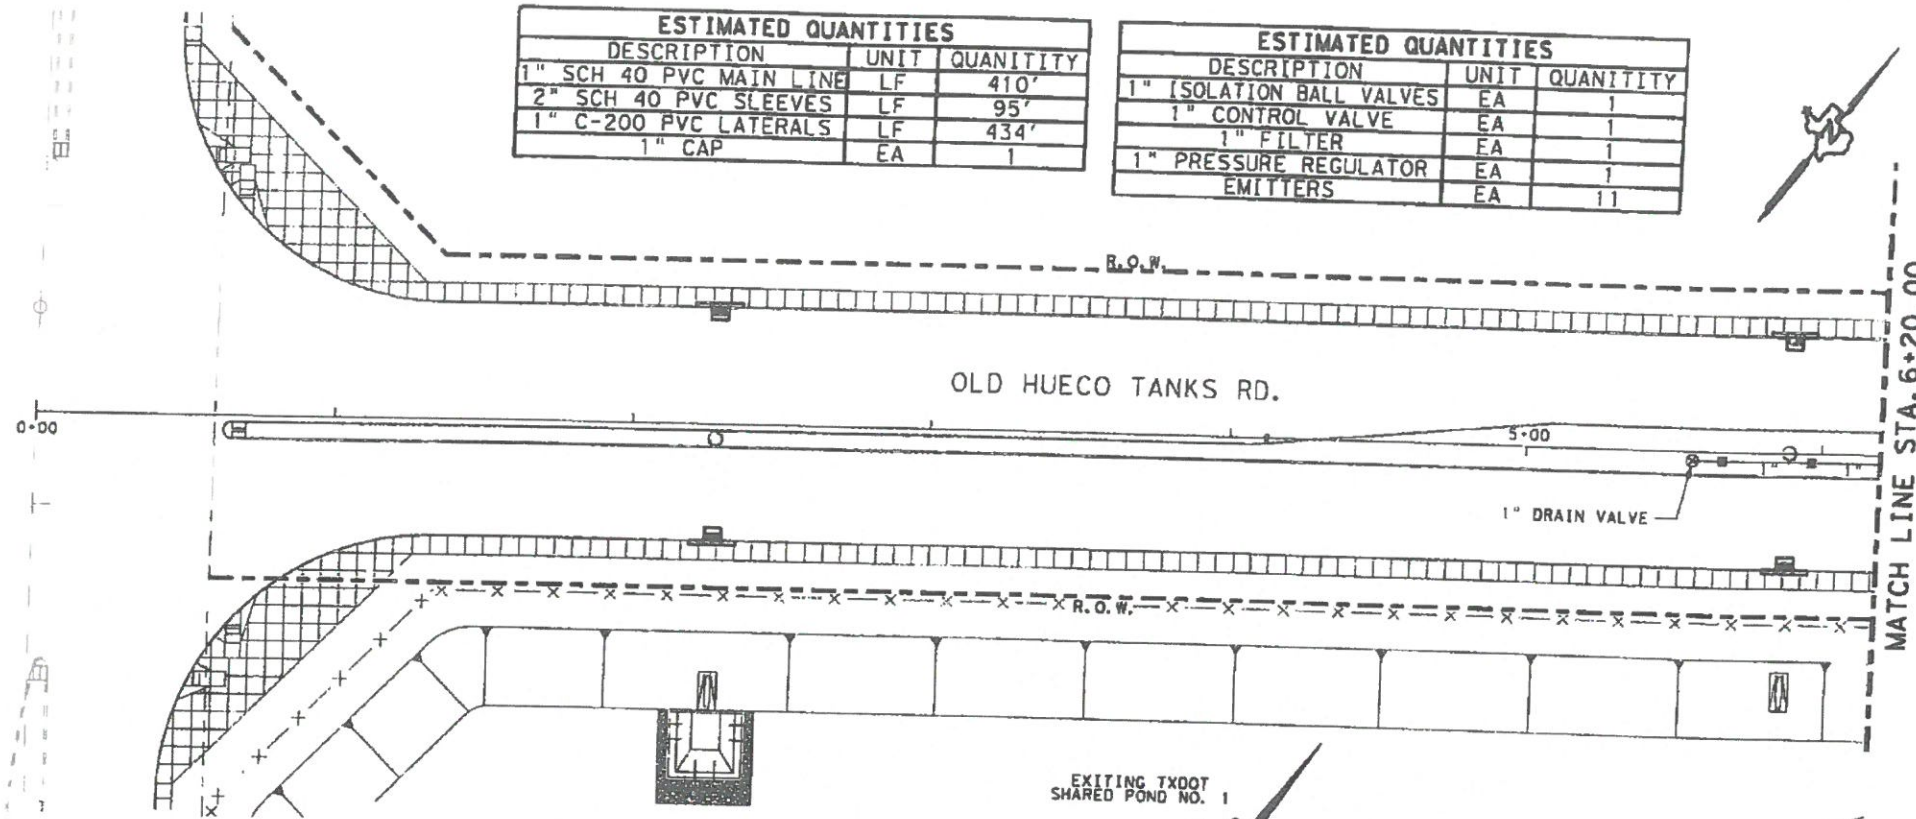 ESTIMATED QUANTITIES
DESCRIPTION UNIT QUANITITY
1" SCH 40 PVC MAIN LINE LF 410'
2" SCH 40 PVC SLEEVES LF 95'
1" C-200 PVC LATERALS LF 434'
1" CAP EA 1
ESTIMATED QUANTITIES
DESCRIPTION UNIT QUANITITY
1" ISOLATION BALL VALVES EA 1
1" CONTROL VALVE EA 1
1" FILTER EA 1
1" PRESSURE REGULATOR EA 1
EMITTERS EA 11
N
R.O.W.
OLD HUECO TANKS RD.
0+00
5+00
1"
1"
1" DRAIN VALVE
MATCH LINE STA. 6+20.00
R.O.W.
EXITING TXDOT
SHARED POND NO. 1